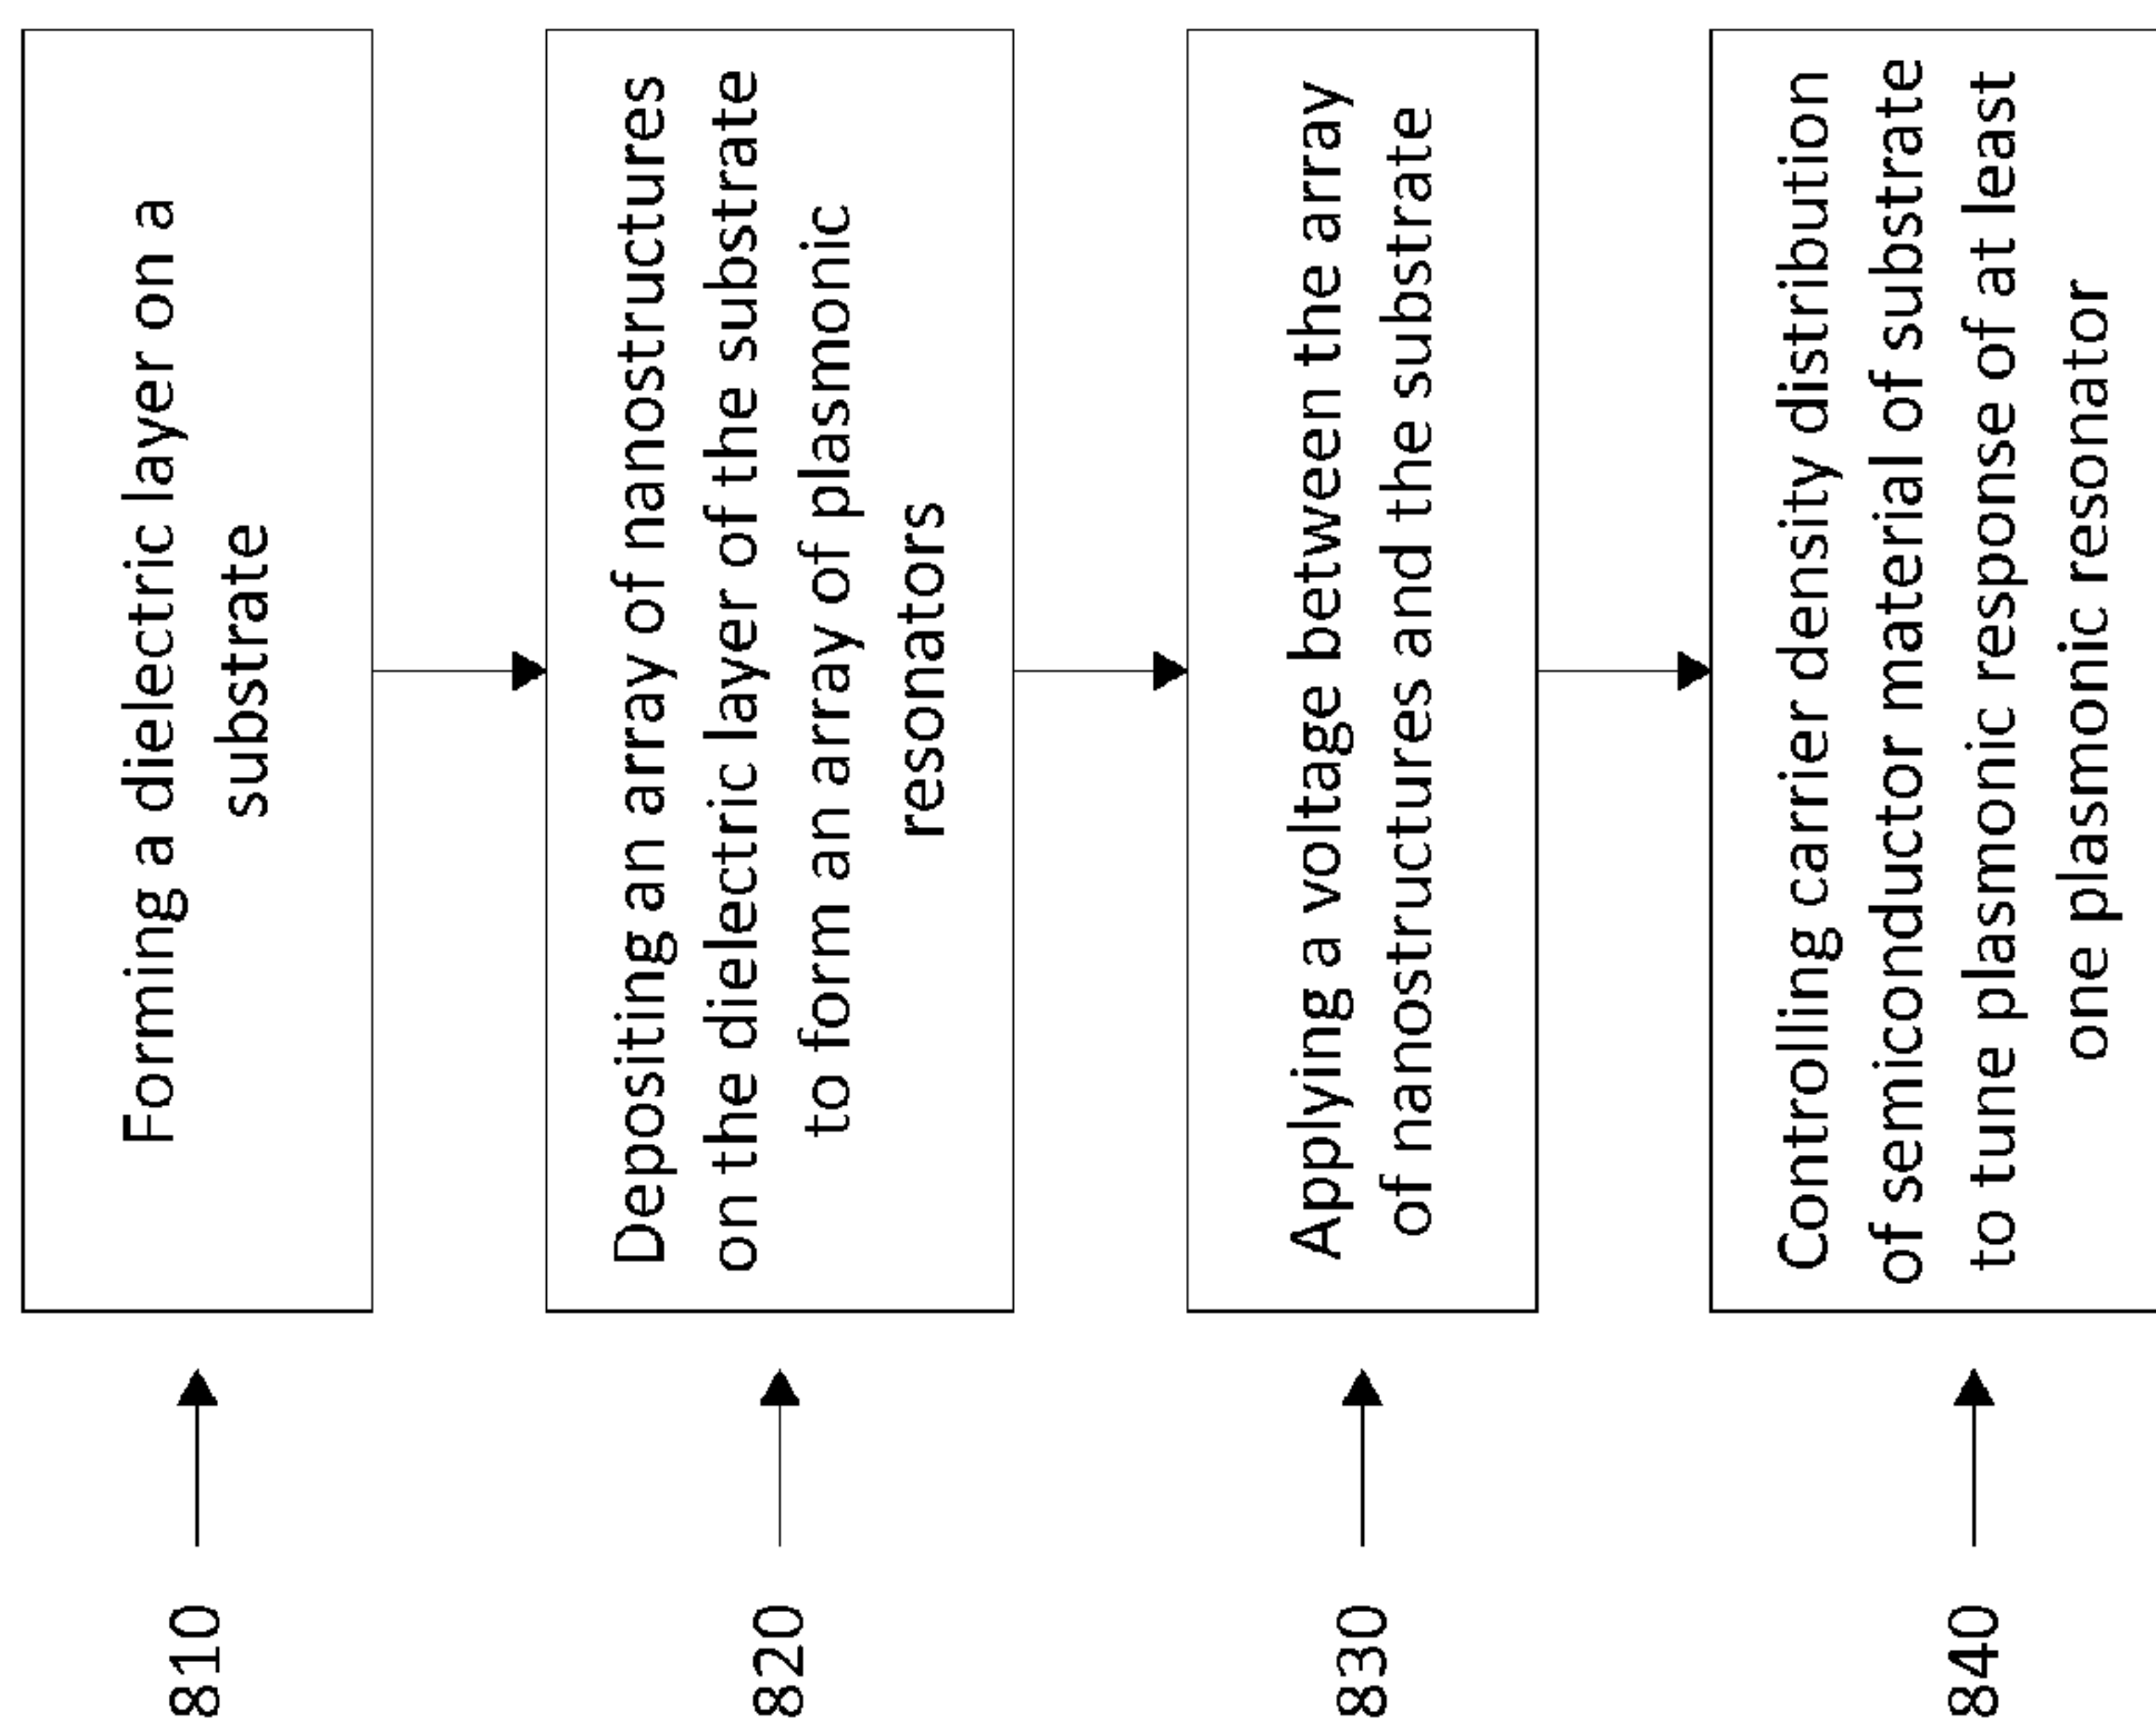 810
Forming a dielectric layer on a
substrate
820
Depositing an array of nanostructures
on the dielectric layer of the substrate
to form an array of plasmonic
resonators
830
Applying a voltage between the array
of nanostructures and the substrate
840
Controlling carrier density distribution
of semiconductor material of substrate
to tune plasmonic response of at least
one plasmonic resonator